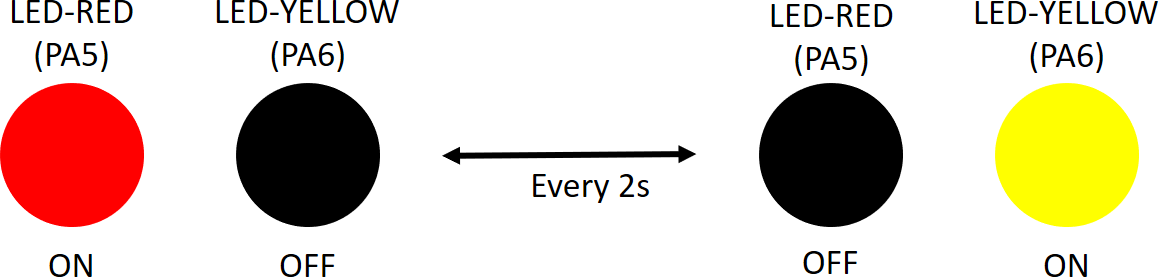 LED-RED
(PA5)
LED-YELLOW
(PA6)
LED-RED
(PA5)
LED-YELLOW
(PA6)
Every 2s
ON
OFF
OFF
ON